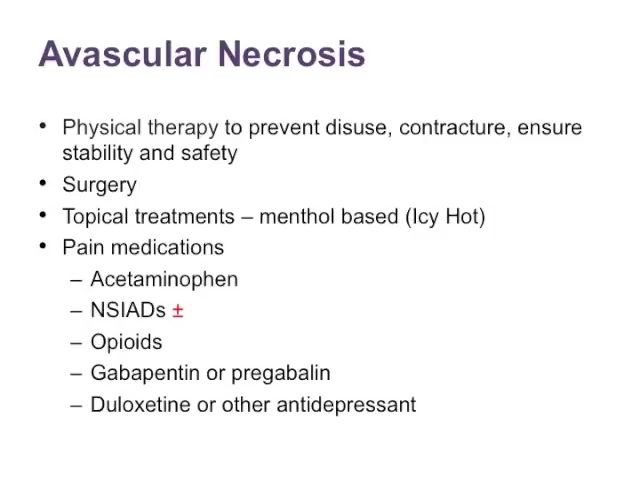 Avascular Necrosis
• Physical therapy to prevent disuse, contracture, ensure
stability and safety
• Surgery
• Topical treatments – menthol based (Icy Hot)
• Pain medications
– Acetaminophen
– NSIADs ±
– Opioids
– Gabapentin or pregabalin
– Duloxetine or other antidepressant